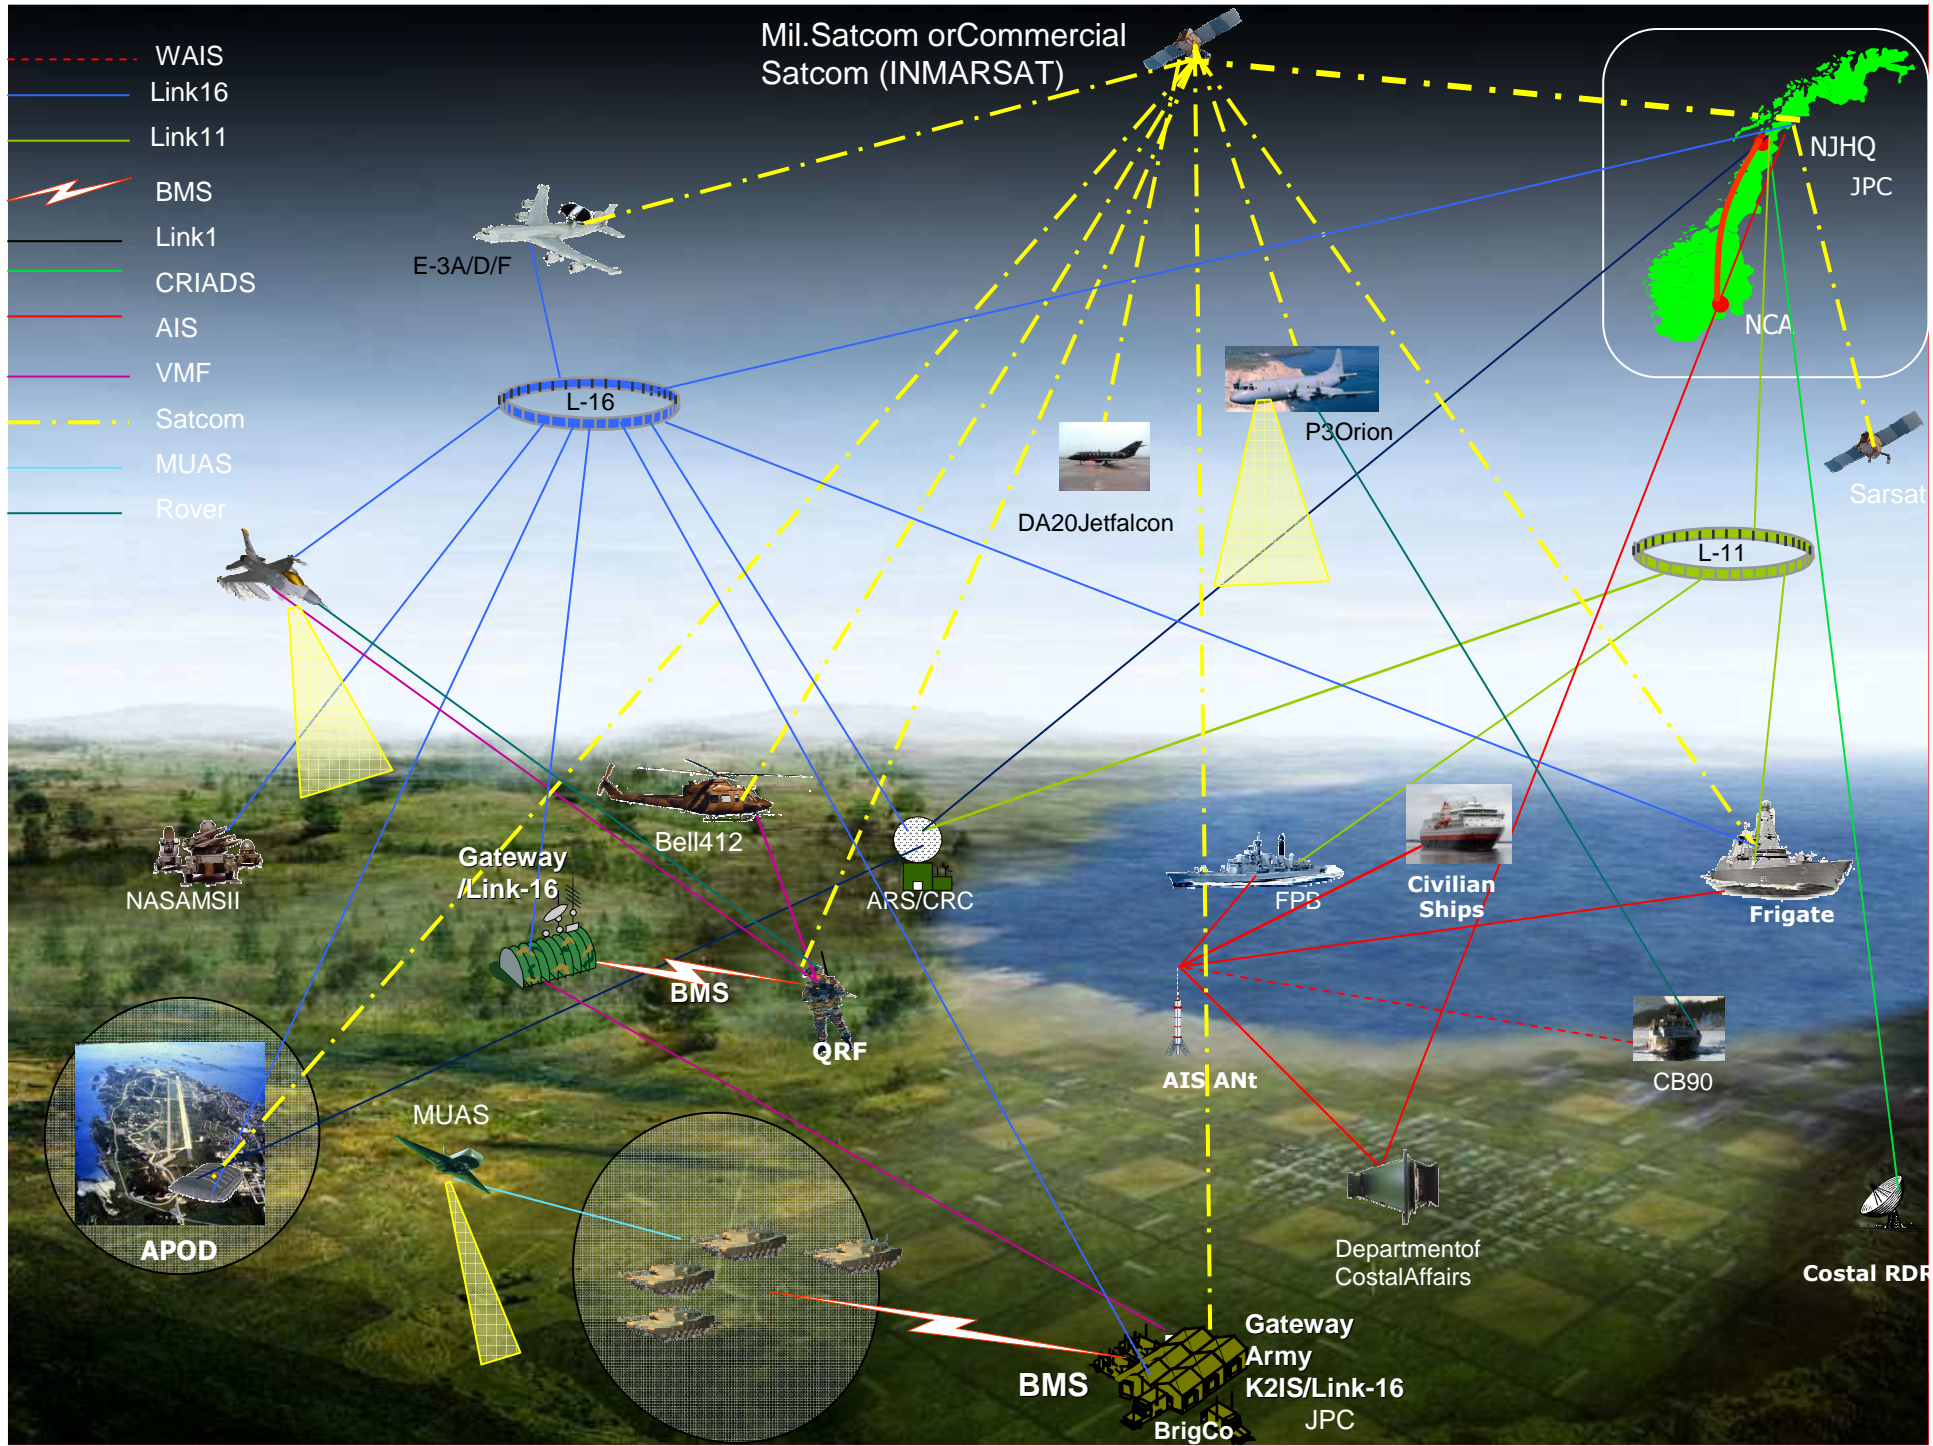 WAIS
Link16
Link11
BMS
Link1
CRIADS
AIS
VMF
Satcom
MUAS
Rover
Mil.Satcom orCommercial
Satcom (INMARSAT)
NJHQ
JPC
NCA
E-3A/D/F
L-16
P3Orion
DA20Jetfalcon
Sarsat
L-11
Bell412
Gateway
/Link-16
NASAMSII
ARS/CRC
FPB
Civilian
Ships
Frigate
BMS
QRF
AIS ANt
CB90
MUAS
APOD
Departmentof
CostalAffairs
Costal RDR
Gateway
Army
K2IS/Link-16
JPC
BMS
BrigCo